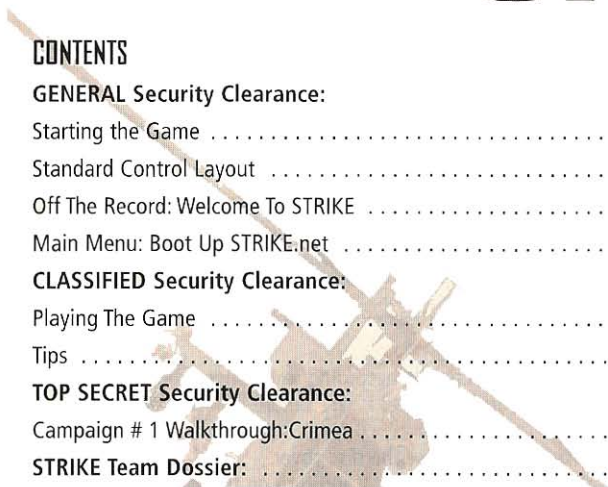 CONTENTS
GENERAL Security Clearance:
Starting the Game . . . . . . . . . . . . . . . . . . . . . . . . . . . . . . . . .
Standard Control Layout . . . . . . . . . . . . . . . . . . . . . . . . . . . .
Off The Record: Welcome To STRIKE . . . . . . . . . . . . . . . . . . . .
Main Menu: Boot Up STRIKE.net . . . . . . . . . . . . . . . . . . . . . .
CLASSIFIED Security Clearance:
Playing The Game . . . . . . . . . . . . . . . . . . . . . . . . . . . . . . . . .
Tips . . . . . . . . . . . . . . . . . . . . . . . . . . . . . . . . . . . . . . . . . . . .
TOP SECRET Security Clearance:
Campaign # 1 Walkthrough:Crimea . . . . . . . . . . . . . . . . . . . . .
STRIKE Team Dossier: . . . . . . . . . . . . . . . . . . . . . . . . . . . . .